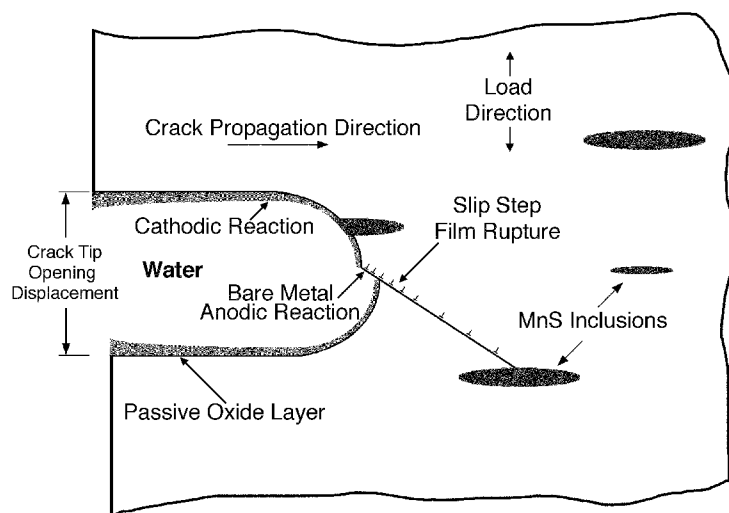 Load
Direction
Crack Propagation Direction
Cathodic Reaction
Slip Step
Film Rupture
Crack Tip
Opening
Displacement
Water
Bare Metal
Anodic Reaction
MnS Inclusions
Passive Oxide Layer